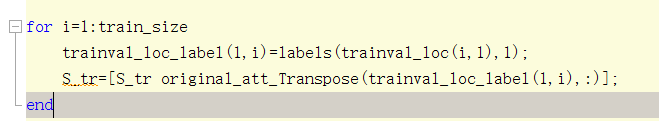 for i=1:train_size
trainval_loc_label(1,i)=labels(trainval_loc(i,1),1);
S_tr=[S_tr original_att_Transpose(trainval_loc_label(1,i),:)];
end